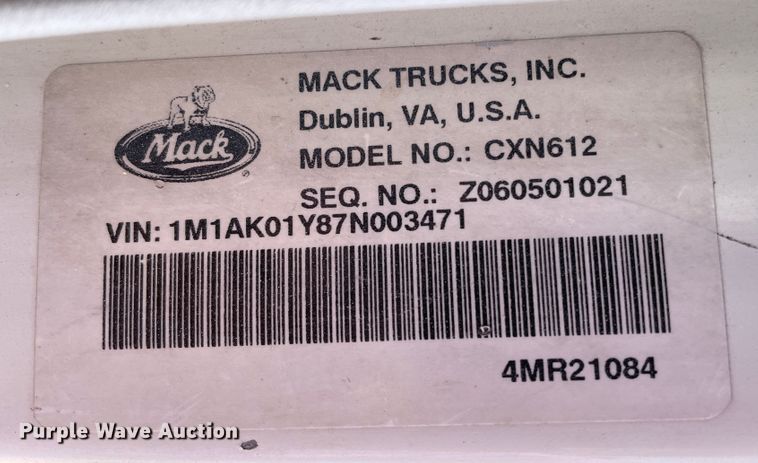 MACK TRUCKS, INC.
Dublin, VA, U.S.A.
Mack
MODEL NO.: CXN612
SEQ. NO.: Z060501021
VIN: 1M1AK01Y87N003471
4MR21084
Purple Wave Auction